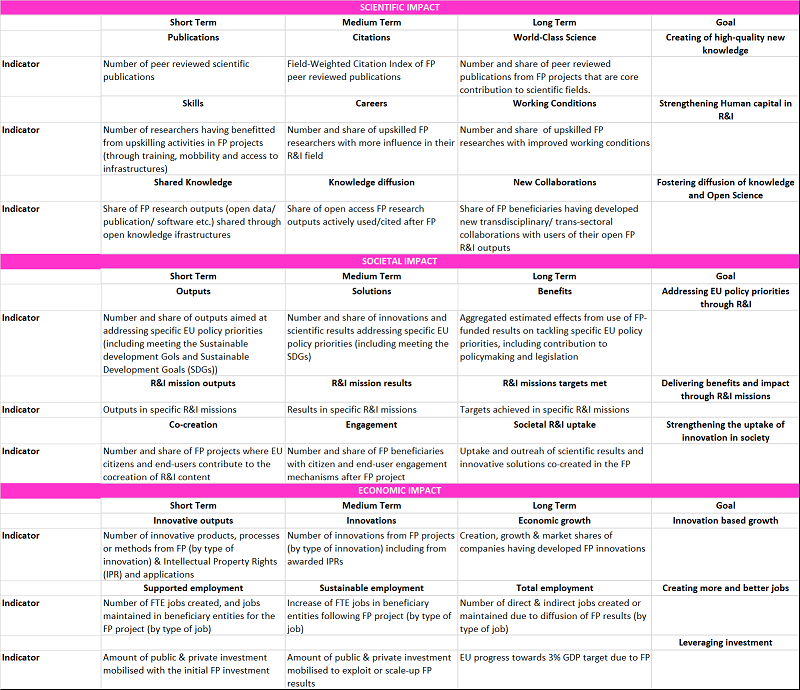 SCIENTIFIC IMPACT
Short Term Medium Term Long Term Goal
Publications Citations World-Class Science Creating of high-quality new
knowledge
Indicator Number of peer reviewed scientific Field-Weighted Citation Index of FP Number and share of peer reviewed
publications peer reviewed publications publications from FP projects that are core
contribution to scientific fields.
Skills Careers Working Conditions Strengthening Human capital in
R&I
Indicator Number of researchers having benefitted Number and share of upskilled FP Number and share of upskilled FP
from upskilling activities in FP projects researchers with more influence in their researches with improved working conditions
(through training, mobbility and access to R&I field
infrastructures)
Shared Knowledge Knowledge diffusion New Collaborations Fostering diffusion of knowledge
and Open Science
Indicator Share of FP research outputs (open data/ Share of open access FP research Share of FP beneficiaries having developed
publication/ software etc.) shared through outputs actively used/cited after FP new transdisciplinary/ trans-sectoral
open knowledge ifrastructures collaborations with users of their open FP
R&I outputs
SOCIETAL IMPACT
Short Term Medium Term Long Term Goal
Outputs Solutions Benefits Addressing EU policy priorities
through R&I
Indicator Number and share of outputs aimed at Number and share of innovations and Aggregated estimated effects from use of FP-
addressing specific EU policy priorities scientific results addressing specific EU funded results on tackling specific EU policy
(including meeting the Sustainable policy priorities (including meeting the priorities, including contribution to
development Gols and Sustainable SDGs) policymaking and legislation
Development Goals (SDGs))
R&I mission outputs R&I mission results R&I missions targets met Delivering benefits and impact
through R&I missions
Indicator Outputs in specific R&I missions Results in specific R&I missions Targets achieved in specific R&I missions
Co-creation Engagement Societal R&I uptake Strengthening the uptake of
innovation in society
Indicator Number and share of FP projects where EU Number and share of FP beneficiaries Uptake and outreah of scientific results and
citizens and end-users contribute to the with citizen and end-user engagement innovative solutions co-created in the FP
cocreation of R&I content mechanisms after FP project
ECONOMIC IMPACT
Short Term Medium Term Long Term Goal
Innovative outputs Innovations Economic growth Innovation based growth
Indicator Number of innovative products, processes Number of innovations from FP projects Creation, growth & market shares of
or methods from FP (by type of (by type of innovation) including from companies having developed FP innovations
innovation) & Intellectual Property Rights awarded IPRs
(IPR) and applications
Supported employment Sustainable employment Total employment Creating more and better jobs
Indicator Number of FTE jobs created, and jobs Increase of FTE jobs in beneficiary Number of direct & indirect jobs created or
maintained in beneficiary entities for the entities following FP project (by type of maintained due to diffusion of FP results (by
FP project (by type of job) job) type of job)
Leveraging investment
Indicator Amount of public & private investment Amount of public & private investment EU progress towards 3% GDP target due to FP
mobilised with the initial FP investment mobilised to exploit or scale-up FP
results